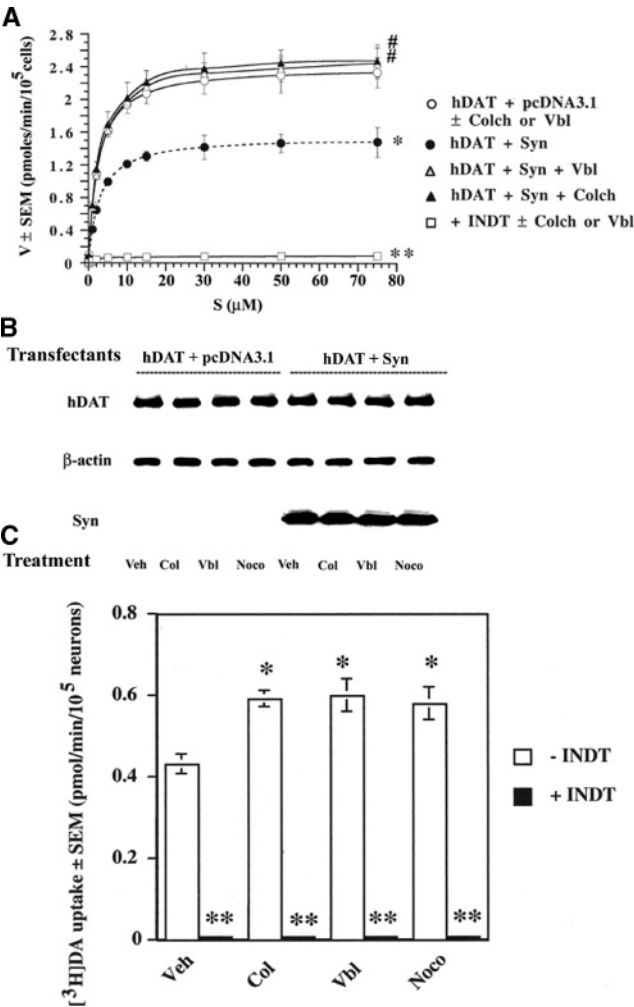 A
V ± SEM (pmoles/min/10⁵cells)
2.8
2.4
2
1.6
1.2
0.8
0.4
0
0 10 20 30 40 50 60 70 80
S (μM)
#
#
*
**
hDAT + pcDNA3.1
± Colch or Vbl
hDAT + Syn
hDAT + Syn + Vbl
hDAT + Syn + Colch
+ INDT ± Colch or Vbl
B
Transfectants
hDAT + pcDNA3.1 hDAT + Syn
hDAT
β-actin
Syn
C
Treatment Veh Col Vbl Noco Veh Col Vbl Noco
[³H]DA uptake ± SEM (pmol/min/10⁵ neurons)
0.8
0.6
0.4
0.2
0
* * *
** ** ** **
Veh Col Vbl Noco
- INDT
+ INDT